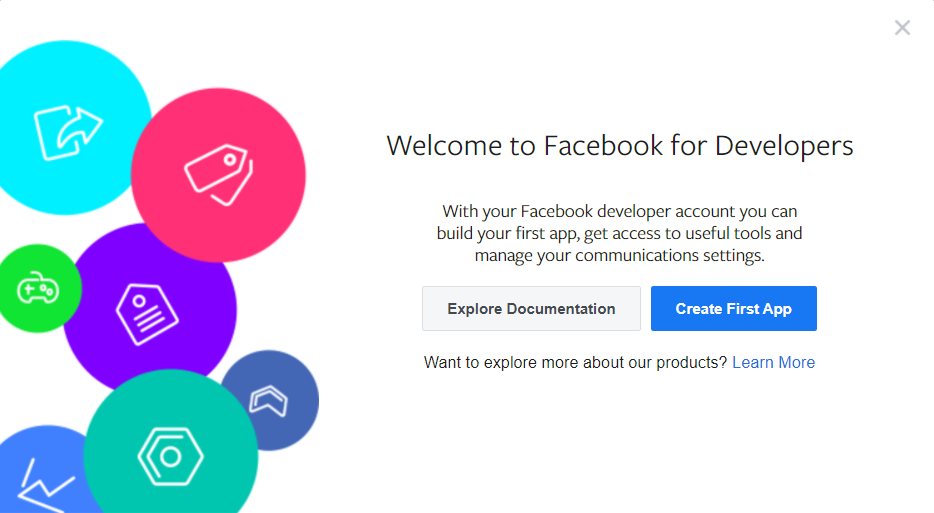 Welcome to Facebook for Developers
With your Facebook developer account you can
build your first app, get access to useful tools and
manage your communications settings.
Explore Documentation
Create First App
Want to explore more about our products? Learn More